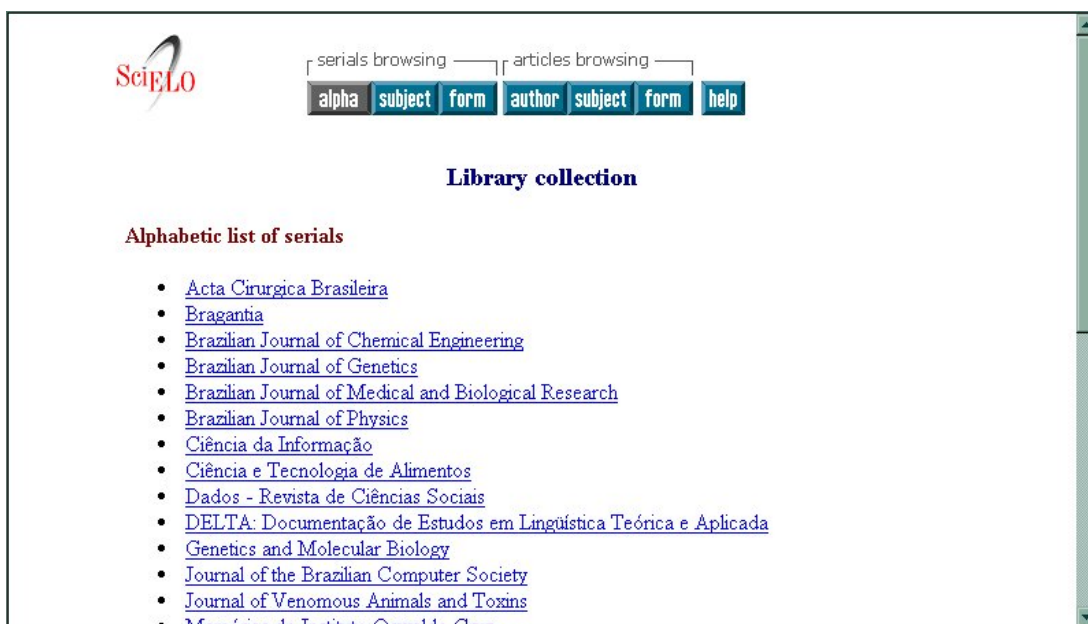 SciELO
serials browsing articles browsing
alpha subject form author subject form help
Library collection
Alphabetic list of serials
Acta Cirurgica Brasileira
Bragantia
Brazilian Journal of Chemical Engineering
Brazilian Journal of Genetics
Brazilian Journal of Medical and Biological Research
Brazilian Journal of Physics
Ciência da Informação
Ciência e Tecnologia de Alimentos
Dados - Revista de Ciências Sociais
DELTA: Documentação de Estudos em Lingüística Teórica e Aplicada
Genetics and Molecular Biology
Journal of the Brazilian Computer Society
Journal of Venomous Animals and Toxins